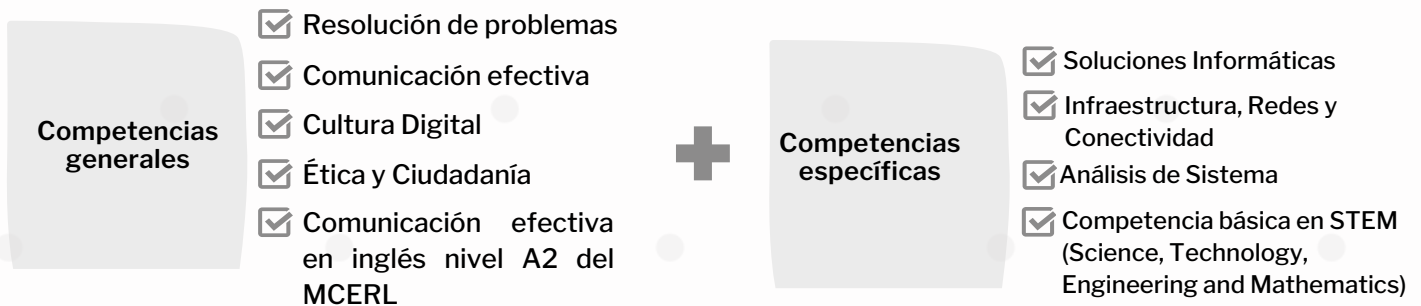 Competencias
generales
Resolución de problemas
Comunicación efectiva
Cultura Digital
Ética y Ciudadanía
Comunicación efectiva
en inglés nivel A2 del
MCERL
Competencias
específicas
Soluciones Informáticas
Infraestructura, Redes y
Conectividad
Análisis de Sistema
Competencia básica en STEM
(Science, Technology,
Engineering and Mathematics)